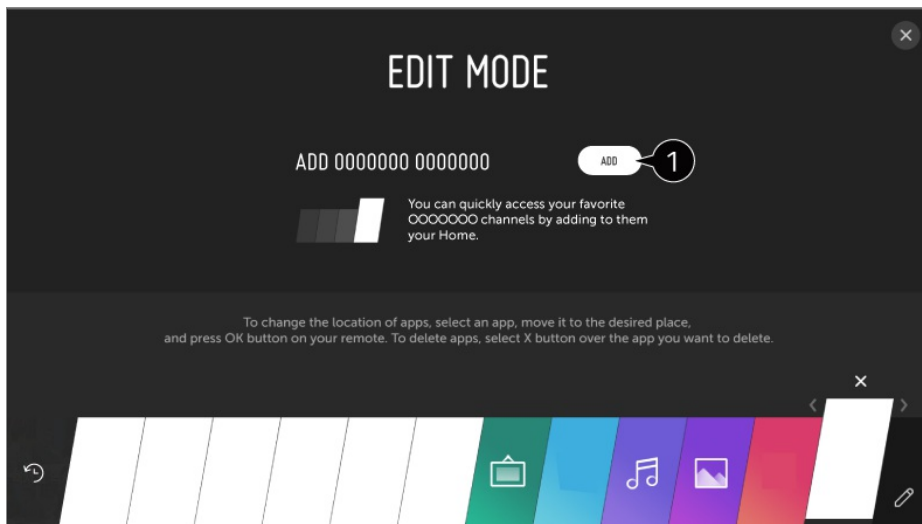 EDIT MODE
ADD OOOOOOO OOOOOOO
ADD
1
You can quickly access your favorite
OOOOOOO channels by adding to them
your Home.
To change the location of apps, select an app, move it to the desired place,
and press OK button on your remote. To delete apps, select X button over the app you want to delete.